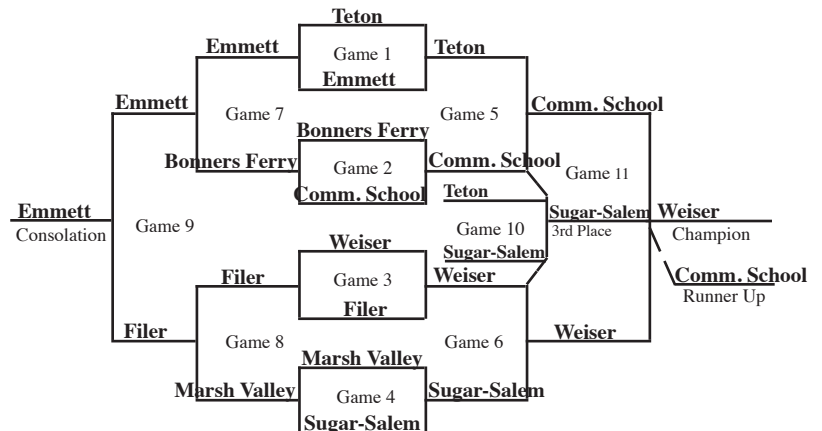 Teton
Emmett Game 1 Teton
Emmett
Emmett Game 7 Game 5 Comm. School
Bonners Ferry
Bonners Ferry Game 2 Comm. School
Game 11
Comm. School Teton
Emmett Sugar-Salem Weiser
Consolation Game 9 Game 10 3rd Place Champion
Weiser Sugar-Salem
Filer Game 3 Weiser Comm. School
Runner Up
Filer
Filer Game 8 Game 6 Weiser
Marsh Valley
Marsh Valley Game 4 Sugar-Salem
Sugar-Salem